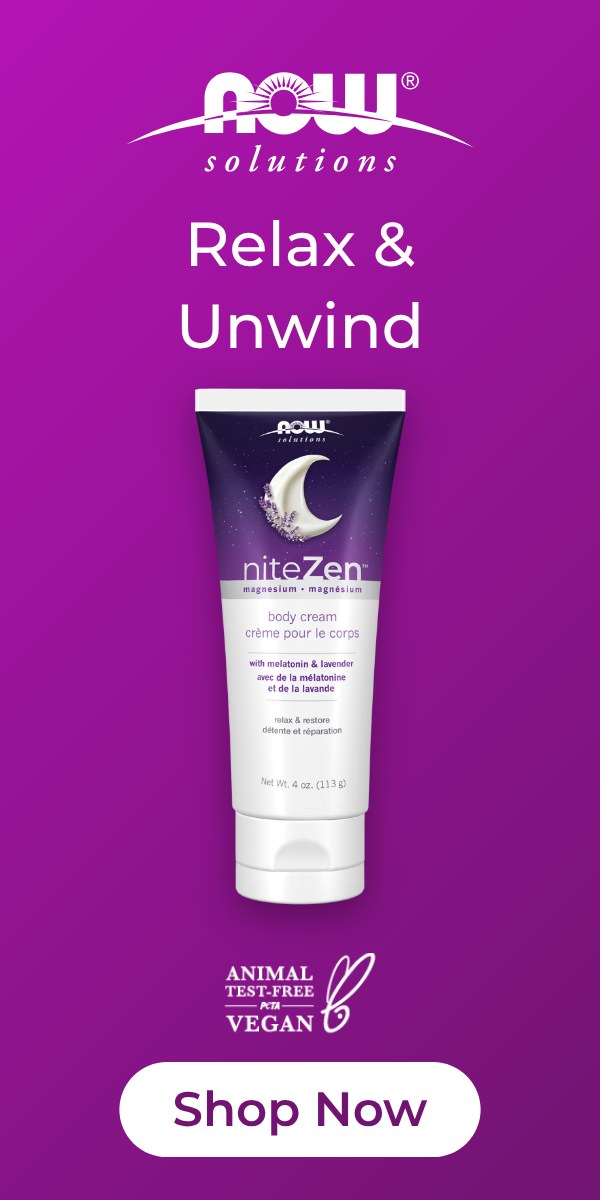 NOW®
solutions
Relax &
Unwind
NOW®
solutions
niteZen™
magnesium • magnésium
body cream
crème pour le corps
with melatonin & lavender
avec de la mélatonine
et de la lavande
relax & restore
détente et réparation
Net Wt. 4 oz. (113 g)
ANIMAL
TEST-FREE
PETA
VEGAN
Shop Now